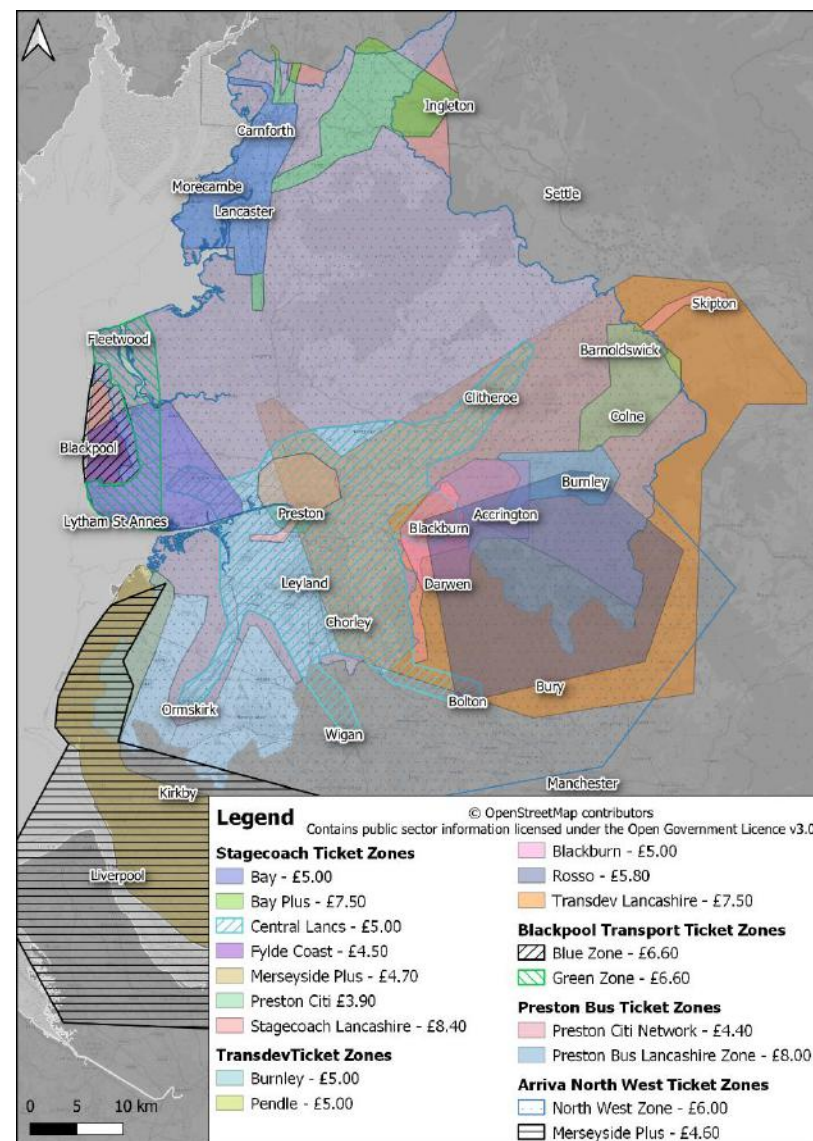 Ingleton
Carnforth
Morecambe
Lancaster
Settle
Skipton
Fleetwood
Barnoldswick
Clitheroe
Colne
Blackpool
Burnley
Preston
Accrington
Lytham St Annes
Blackburn
Leyland
Darwen
Chorley
Bury
Ormskirk
Bolton
Wigan
Manchester
Kirkby
Liverpool
Legend
© OpenStreetMap contributors
Contains public sector information licensed under the Open Government Licence v3.0
Stagecoach Ticket Zones
Bay - £5.00
Bay Plus - £7.50
Central Lancs - £5.00
Fylde Coast - £4.50
Merseyside Plus - £4.70
Preston Citi £3.90
Stagecoach Lancashire - £8.40
TransdevTicket Zones
Burnley - £5.00
Pendle - £5.00
Blackburn - £5.00
Rosso - £5.80
Transdev Lancashire - £7.50
Blackpool Transport Ticket Zones
Blue Zone - £6.60
Green Zone - £6.60
Preston Bus Ticket Zones
Preston Citi Network - £4.40
Preston Bus Lancashire Zone - £8.00
Arriva North West Ticket Zones
North West Zone - £6.00
Merseyside Plus - £4.60
0 5 10 km